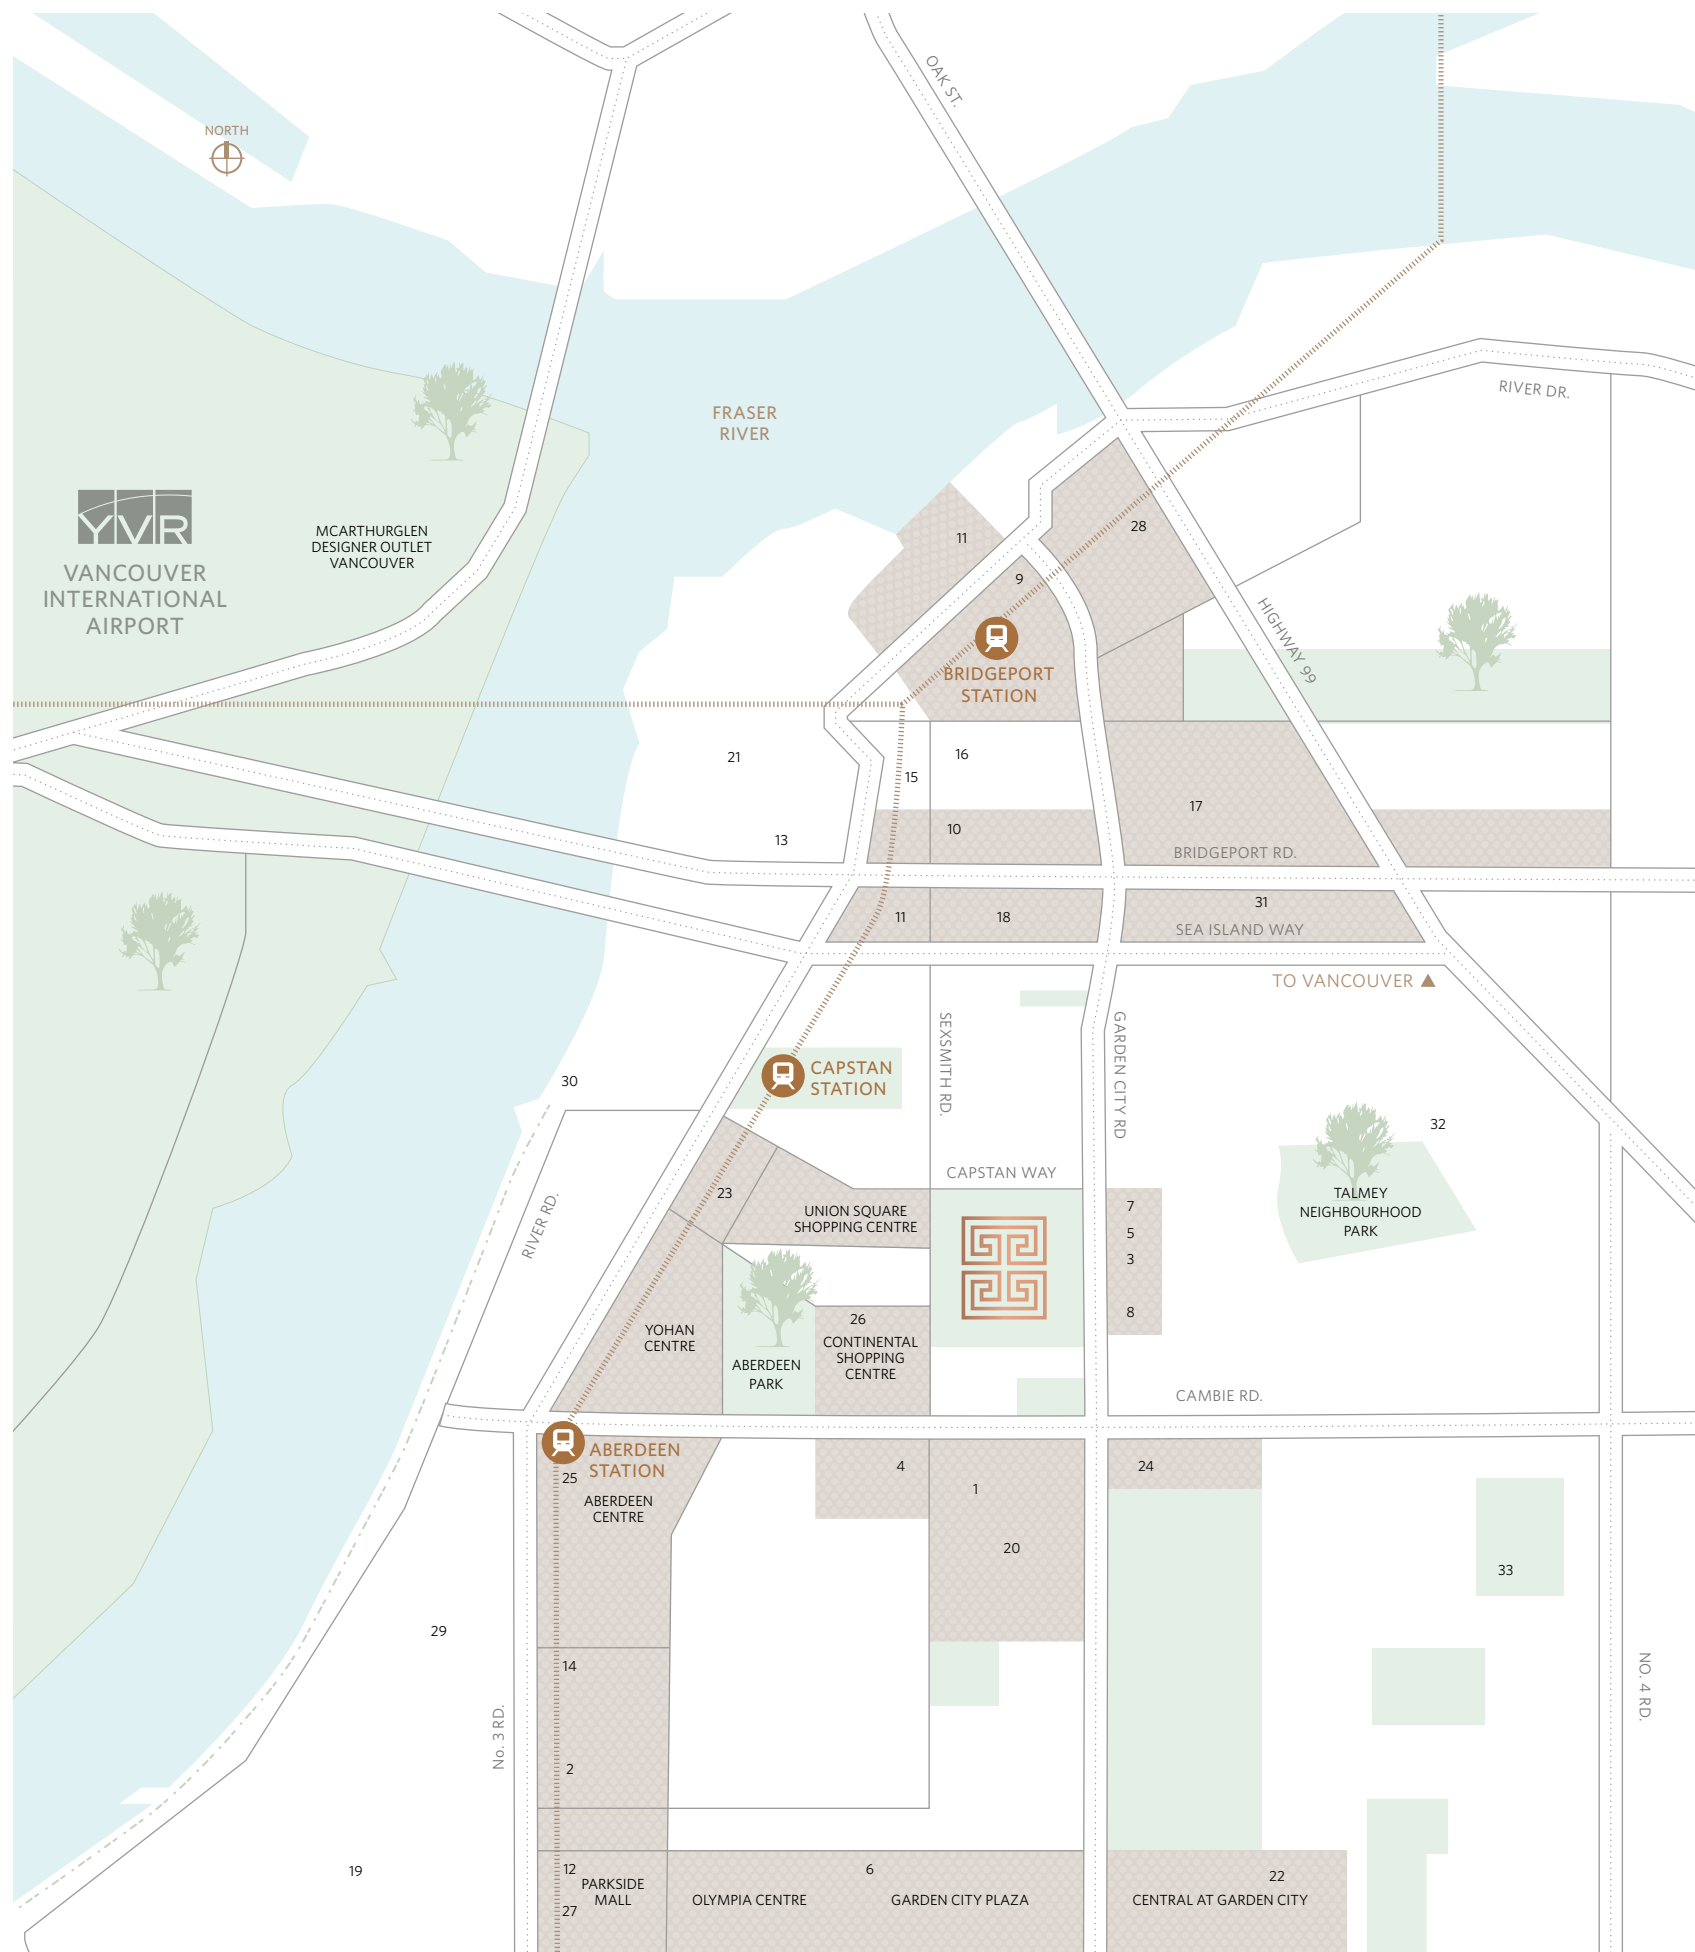 OAK ST.
NORTH
RIVER DR.
FRASER
RIVER
YVR
VANCOUVER
INTERNATIONAL
AIRPORT
MCARTHURGLEN
DESIGNER OUTLET
VANCOUVER
11
28
9
HIGHWAY 99
BRIDGEPORT
STATION
21
16
15
17
13
10
BRIDGEPORT RD.
11
18
31
SEA ISLAND WAY
TO VANCOUVER
SEXSMITH RD.
GARDEN CITY RD
CAPSTAN
STATION
30
32
CAPSTAN WAY
23
UNION SQUARE
SHOPPING CENTRE
RIVER RD.
7
5
3
8
TALMEY
NEIGHBOURHOOD
PARK
26
CONTINENTAL
SHOPPING
CENTRE
YOHAN
CENTRE
ABERDEEN
PARK
CAMBIE RD.
ABERDEEN
STATION
25
ABERDEEN
CENTRE
4
1
24
20
33
29
14
NO. 4 RD.
No. 3 RD.
2
19
12
PARKSIDE
MALL
27
6
OLYMPIA CENTRE
GARDEN CITY PLAZA
22
CENTRAL AT GARDEN CITY